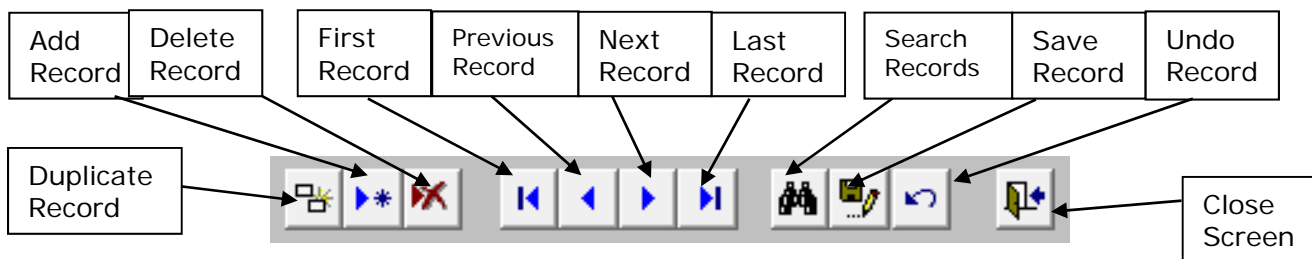 Add
Record
Delete
Record
First
Record
Previous
Record
Next
Record
Last
Record
Search
Records
Save
Record
Undo
Record
Duplicate
Record
Close
Screen